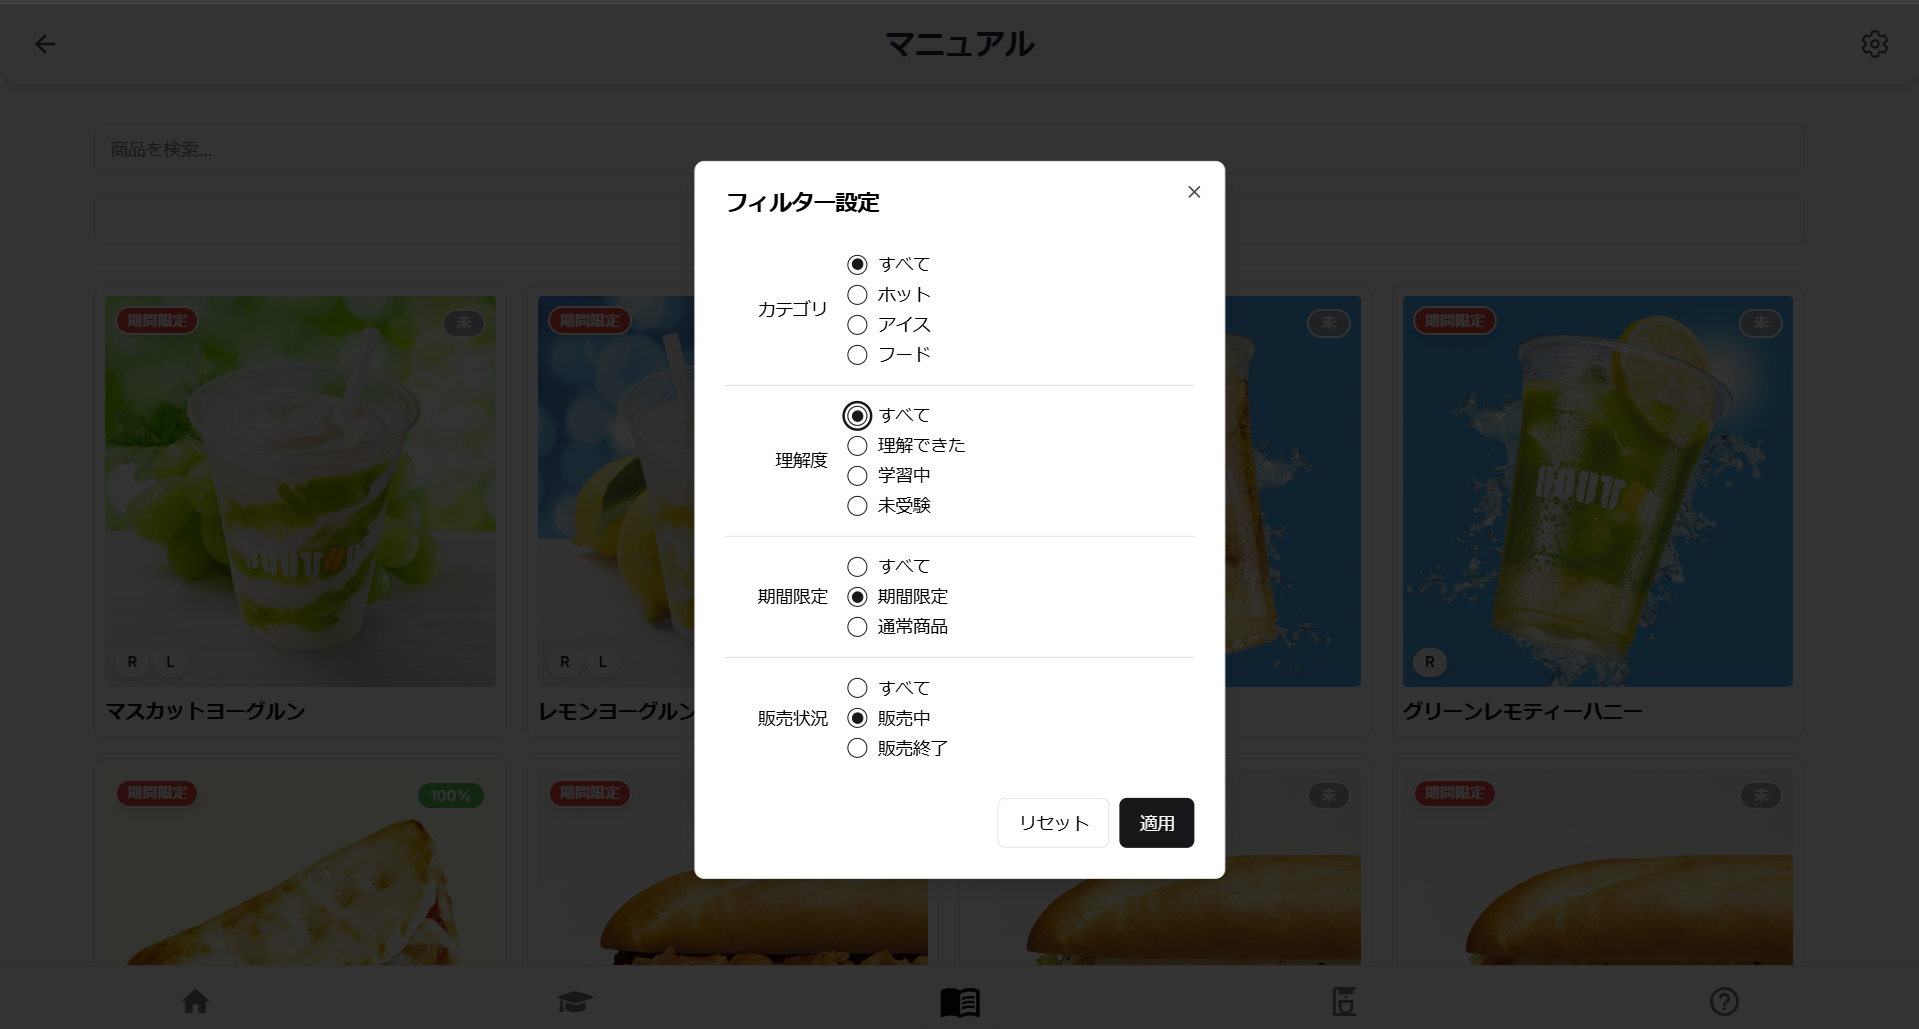 マニュアル
商品を検索...
フィルター設定
カテゴリ
すべて
ホット
アイス
フード
理解度
すべて
理解できた
学習中
未受験
期間限定
すべて
期間限定
通常商品
販売状況
すべて
販売中
販売終了
リセット
適用
期間限定
未
R L
マスカットヨーグルン
期間限定
R L
レモンヨーグルン
未
期間限定
未
R
グリーンレモティーハニー
期間限定
100%
期間限定
未
期間限定
未